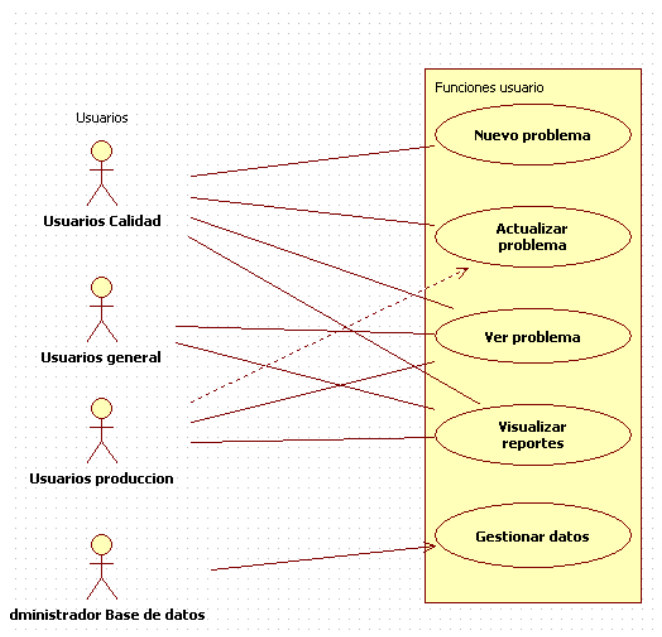 Usuarios
Usuarios Calidad
Usuarios general
Usuarios produccion
dministrador Base de datos
Funciones usuario
Nuevo problema
Actualizar
problema
Ver problema
Visualizar
reportes
Gestionar datos